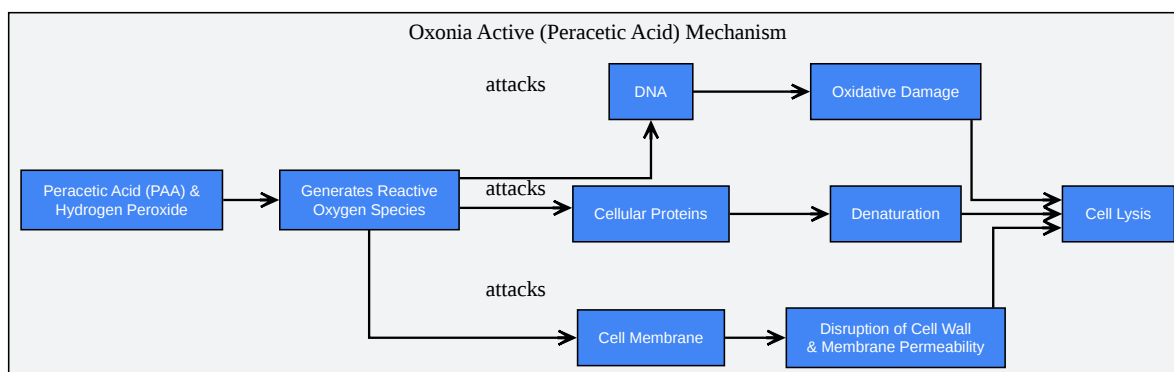 Oxonia Active (Peracetic Acid) Mechanism
attacks
DNA
Oxidative Damage
Peracetic Acid (PAA) &
Hydrogen Peroxide
Generates Reactive
Oxygen Species
attacks
Cellular Proteins
Denaturation
Cell Lysis
attacks
Cell Membrane
Disruption of Cell Wall
& Membrane Permeability